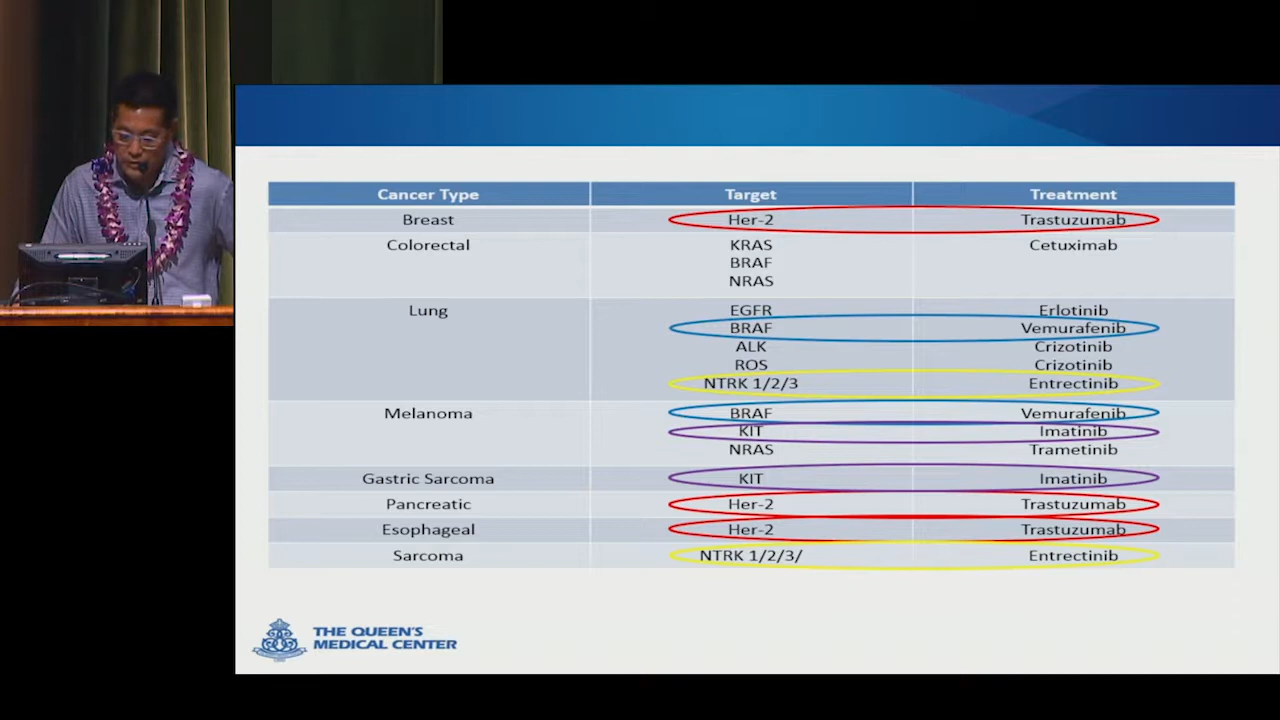 Cancer Type Target Treatment
Breast Her-2 Trastuzumab
Colorectal KRAS Cetuximab
BRAF
NRAS
Lung EGFR Erlotinib
BRAF Vemurafenib
ALK Crizotinib
ROS Crizotinib
NTRK 1/2/3 Entrectinib
Melanoma BRAF Vemurafenib
KIT Imatinib
NRAS Trametinib
Gastric Sarcoma KIT Imatinib
Pancreatic Her-2 Trastuzumab
Esophageal Her-2 Trastuzumab
Sarcoma NTRK 1/2/3/ Entrectinib
THE QUEEN'S
MEDICAL CENTER